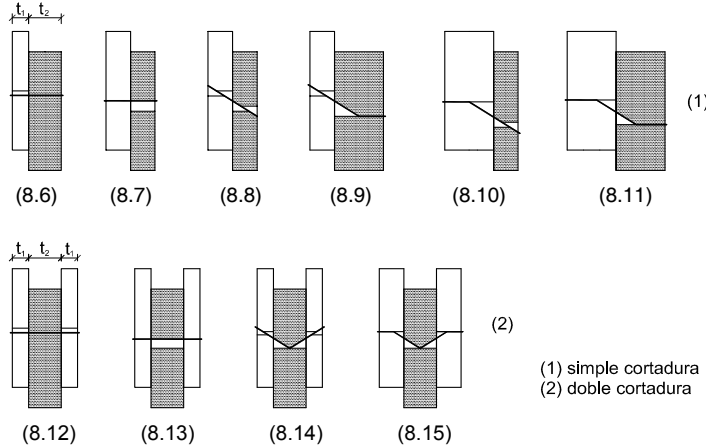 t1 t2
(1)
(8.6) (8.7) (8.8) (8.9) (8.10) (8.11)
t1 t2 t1
(2)
(1) simple cortadura
(2) doble cortadura
(8.12) (8.13) (8.14) (8.15)